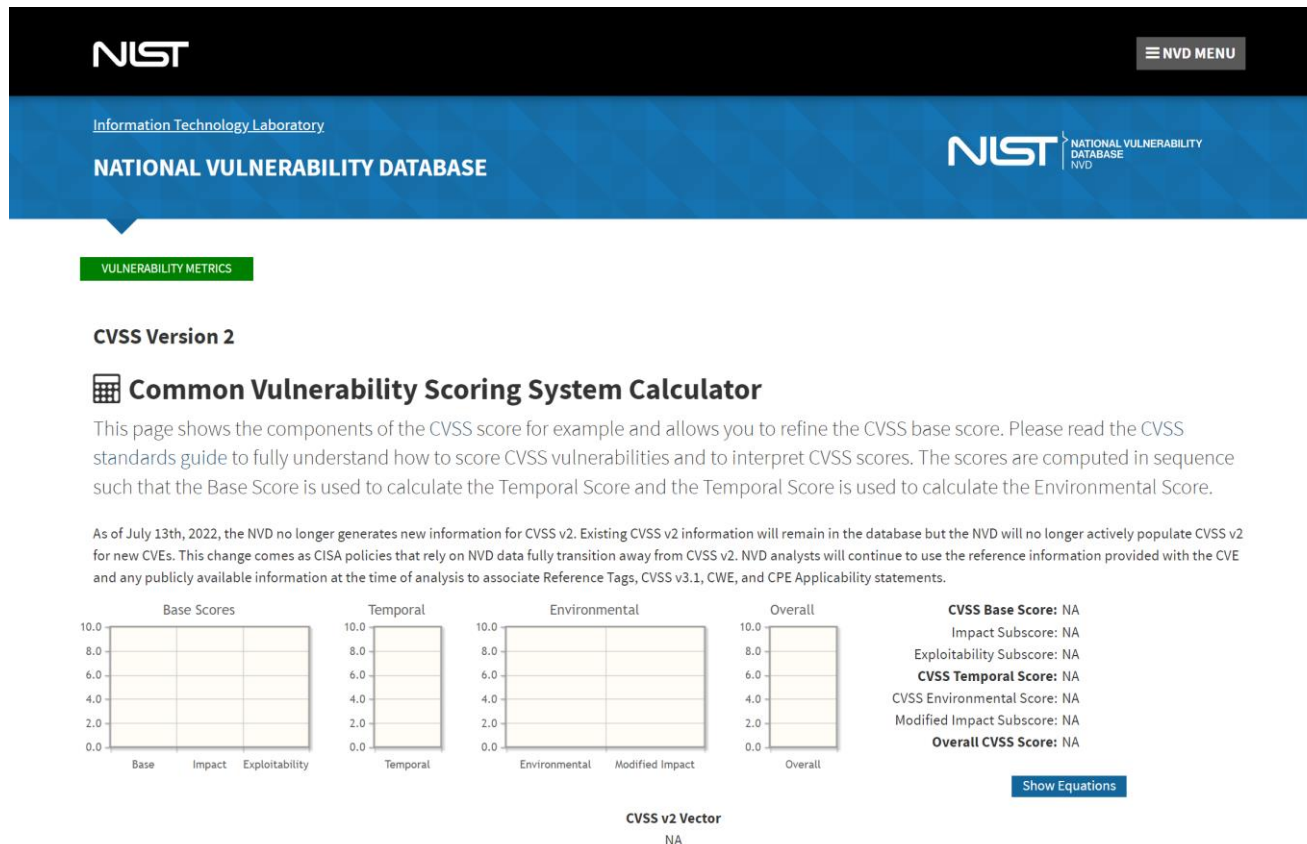 NIST
NVD MENU
Information Technology Laboratory
NATIONAL VULNERABILITY DATABASE
NIST
NATIONAL VULNERABILITY
DATABASE
NVD
VULNERABILITY METRICS
CVSS Version 2
Common Vulnerability Scoring System Calculator
This page shows the components of the CVSS score for example and allows you to refine the CVSS base score. Please read the CVSS
standards guide to fully understand how to score CVSS vulnerabilities and to interpret CVSS scores. The scores are computed in sequence
such that the Base Score is used to calculate the Temporal Score and the Temporal Score is used to calculate the Environmental Score.
As of July 13th, 2022, the NVD no longer generates new information for CVSS v2. Existing CVSS v2 information will remain in the database but the NVD will no longer actively populate CVSS v2
for new CVEs. This change comes as CISA policies that rely on NVD data fully transition away from CVSS v2. NVD analysts will continue to use the reference information provided with the CVE
and any publicly available information at the time of analysis to associate Reference Tags, CVSS v3.1, CWE, and CPE Applicability statements.
Base Scores
10.0
8.0
6.0
4.0
2.0
0.0
Base Impact Exploitability
Temporal
10.0
8.0
6.0
4.0
2.0
0.0
Temporal
Environmental
10.0
8.0
6.0
4.0
2.0
0.0
Environmental Modified Impact
Overall
10.0
8.0
6.0
4.0
2.0
0.0
Overall
CVSS Base Score: NA
Impact Subscore: NA
Exploitability Subscore: NA
CVSS Temporal Score: NA
CVSS Environmental Score: NA
Modified Impact Subscore: NA
Overall CVSS Score: NA
Show Equations
CVSS v2 Vector
NA